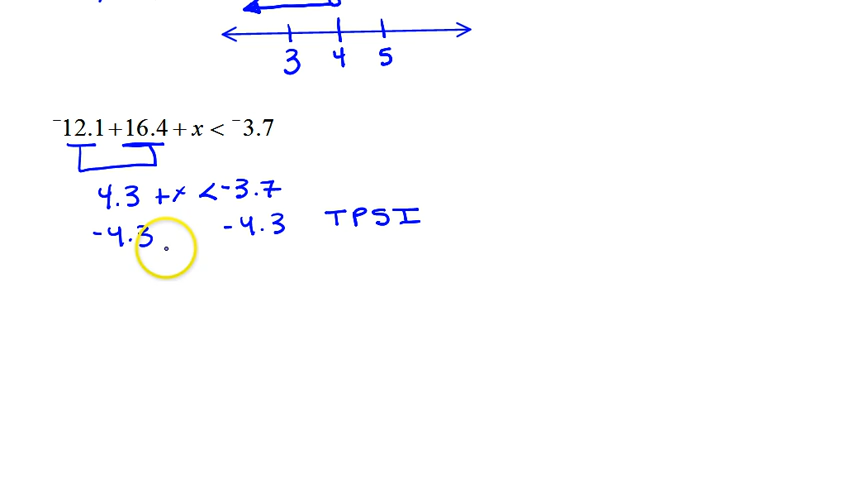 3 4 5
⁻12.1+16.4+x < ⁻3.7
4.3 +x <-3.7
-4.3 -4.3 TPSI